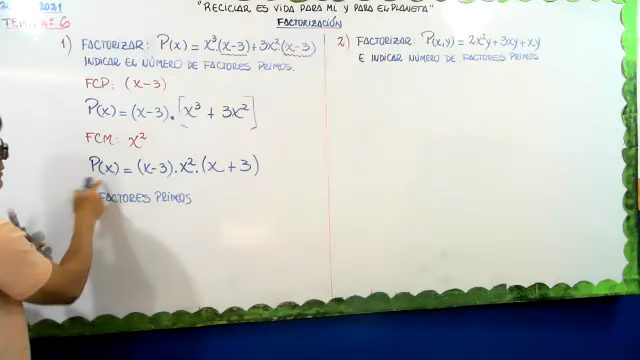 2021
"RECICLAR ES VIDA PARA MI Y PARA EL PLANETA"
TEMA Nº 6
FACTORIZACIÓN
1) FACTORIZAR: P(x) = x³(x-3)+3x²(x-3)
INDICAR EL NÚMERO DE FACTORES PRIMOS.
FCP: (x-3)
P(x) = (x-3).[x³ + 3x²]
FCM: x²
P(x) = (x-3).x².(x+3)
FACTORES PRIMOS
2) FACTORIZAR: P(x,y) = 2x²y+3xy+xy
E INDICAR NÚMERO DE FACTORES PRIMOS